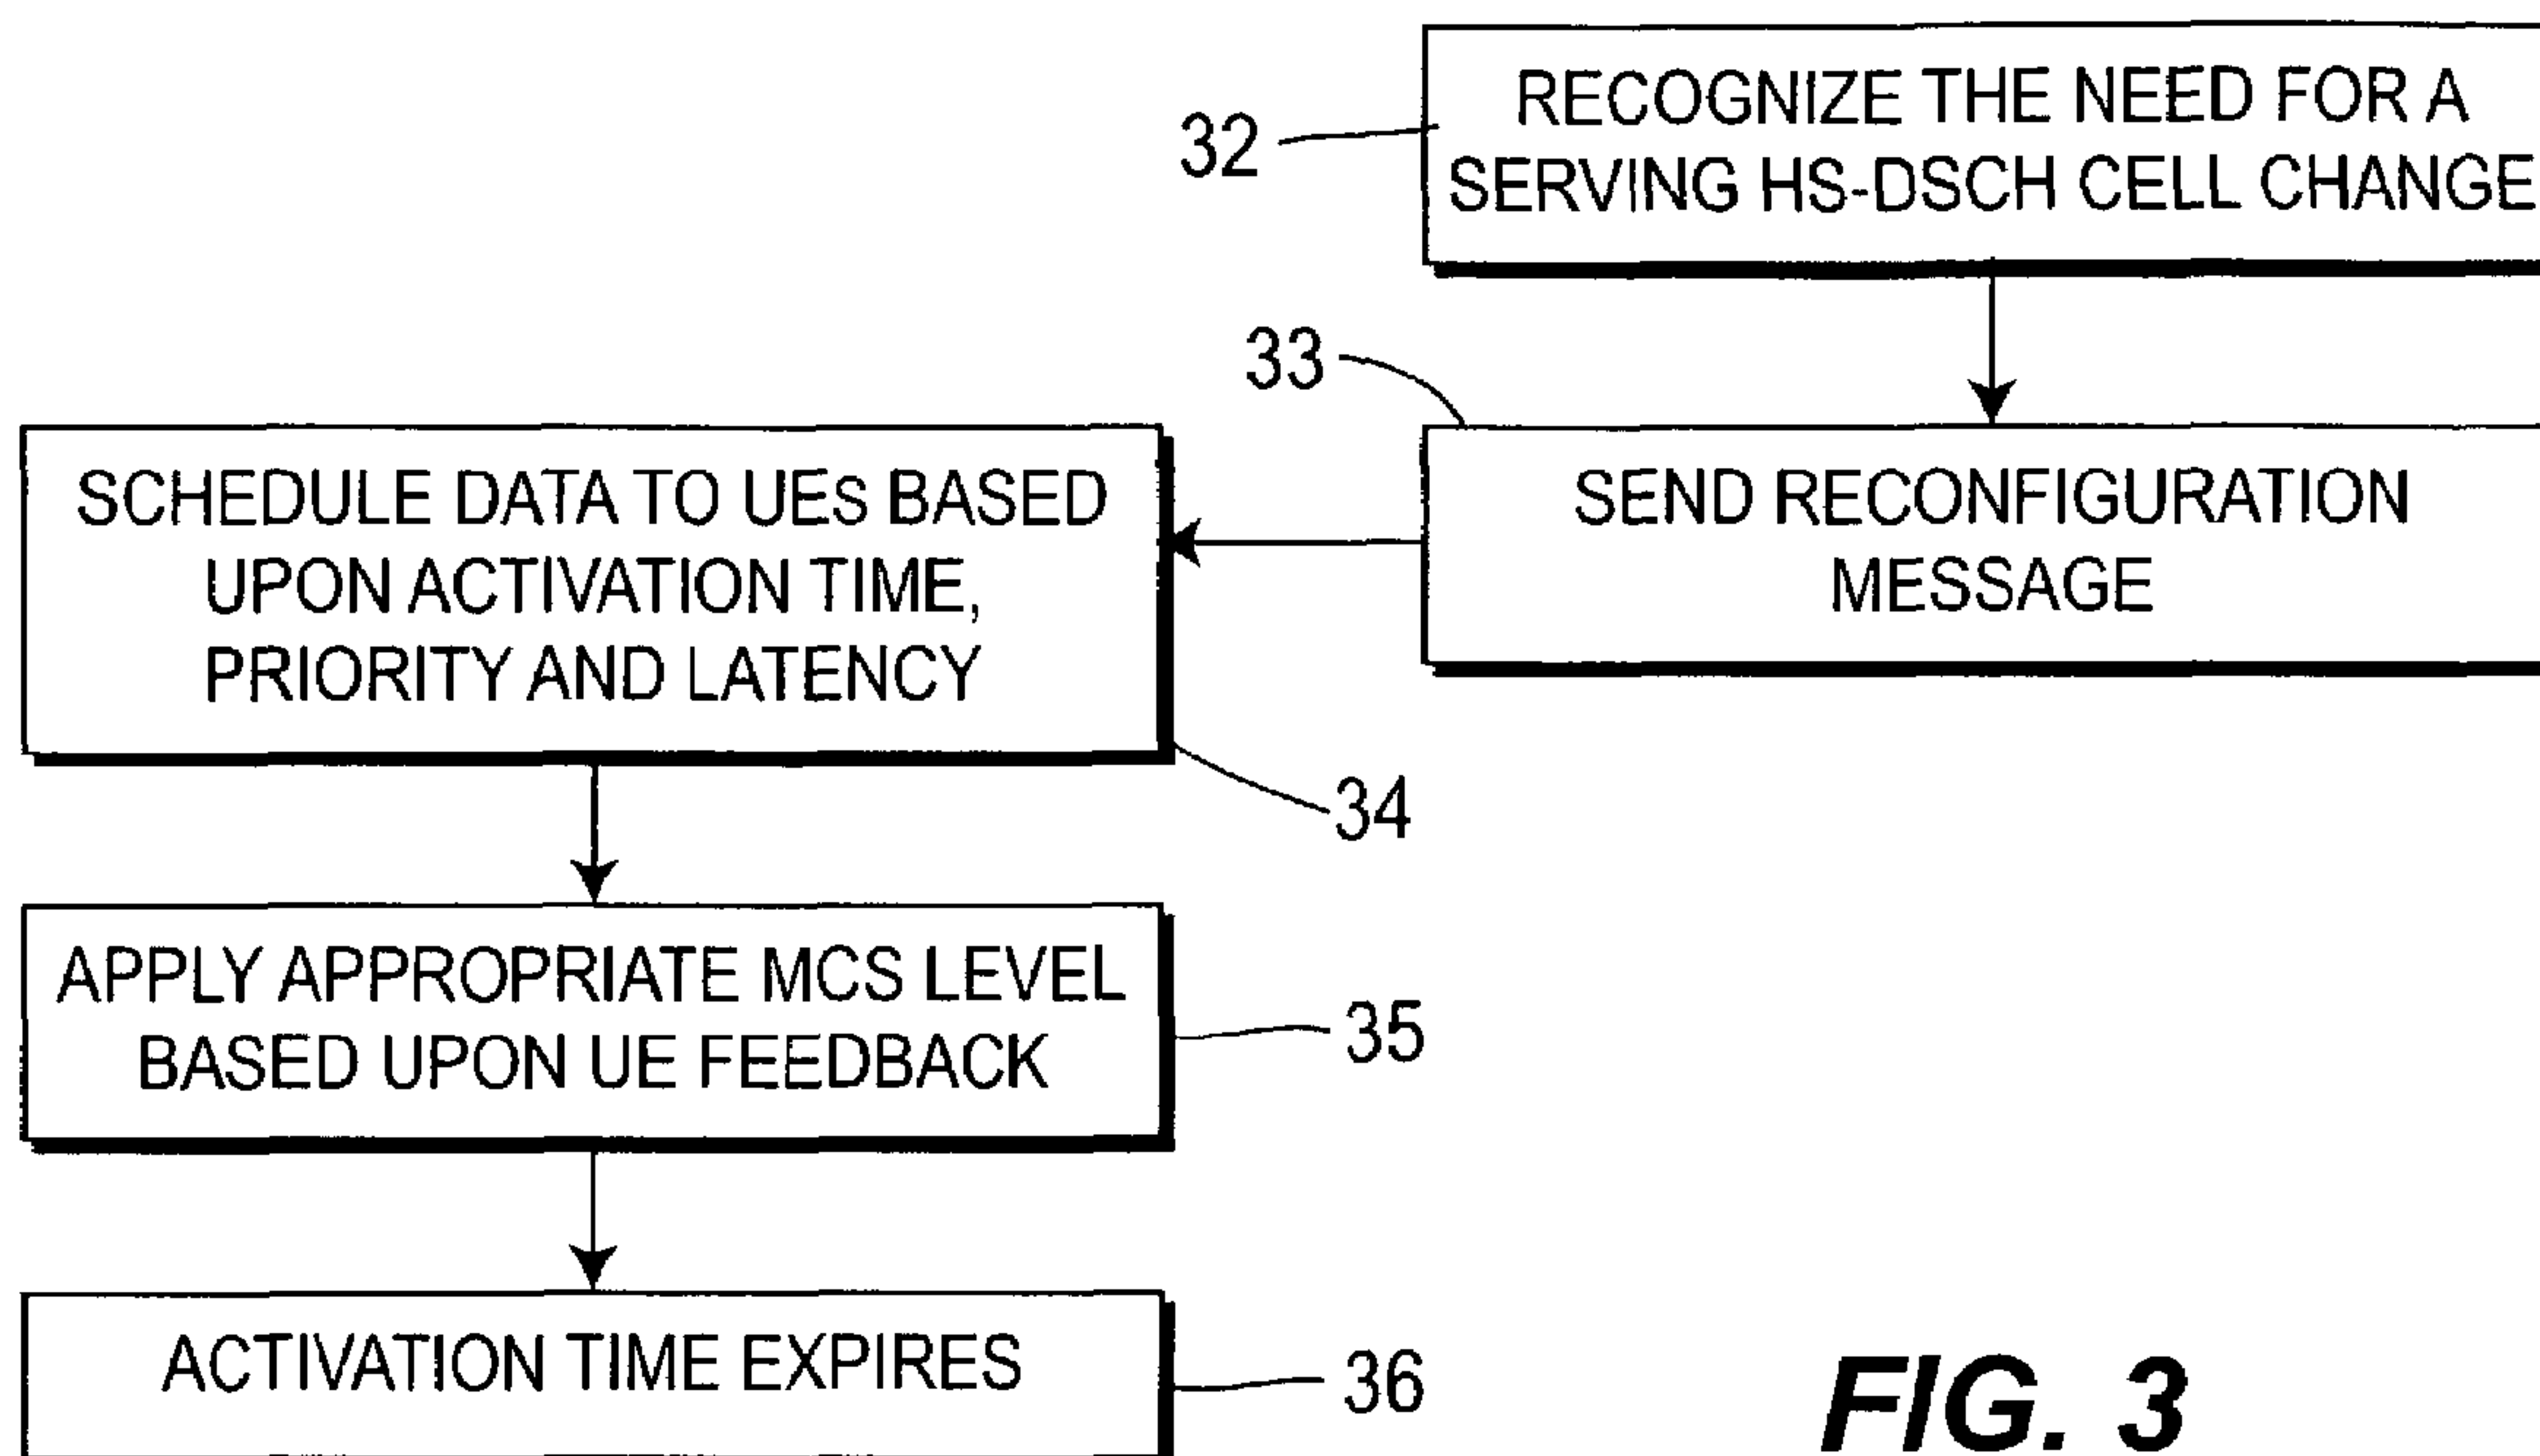 32
RECOGNIZE THE NEED FOR A
SERVING HS-DSCH CELL CHANGE
33
SEND RECONFIGURATION
MESSAGE
SCHEDULE DATA TO UEs BASED
UPON ACTIVATION TIME,
PRIORITY AND LATENCY
34
APPLY APPROPRIATE MCS LEVEL
BASED UPON UE FEEDBACK
35
ACTIVATION TIME EXPIRES
36
FIG. 3